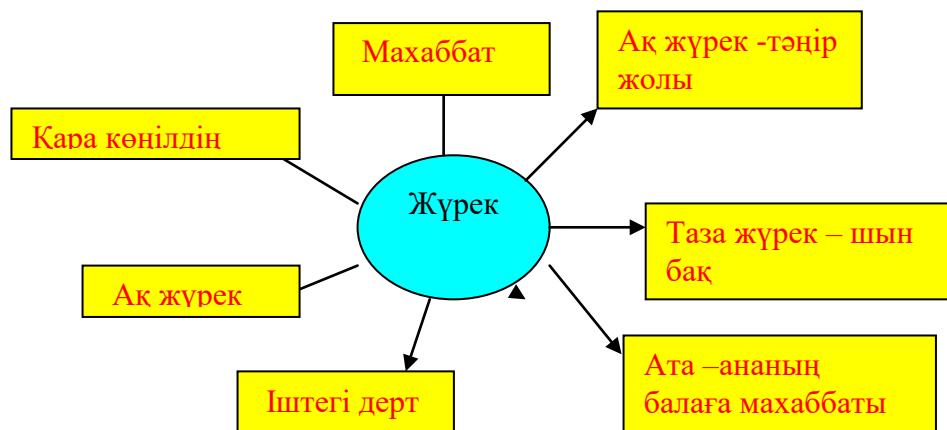 Махаббат
Ақ жүрек -тәңір
жолы
Қара көңілдің
Жүрек
Таза жүрек – шын
бақ
Ақ жүрек
Іштегі дерт
Ата –ананың
балаға махаббаты